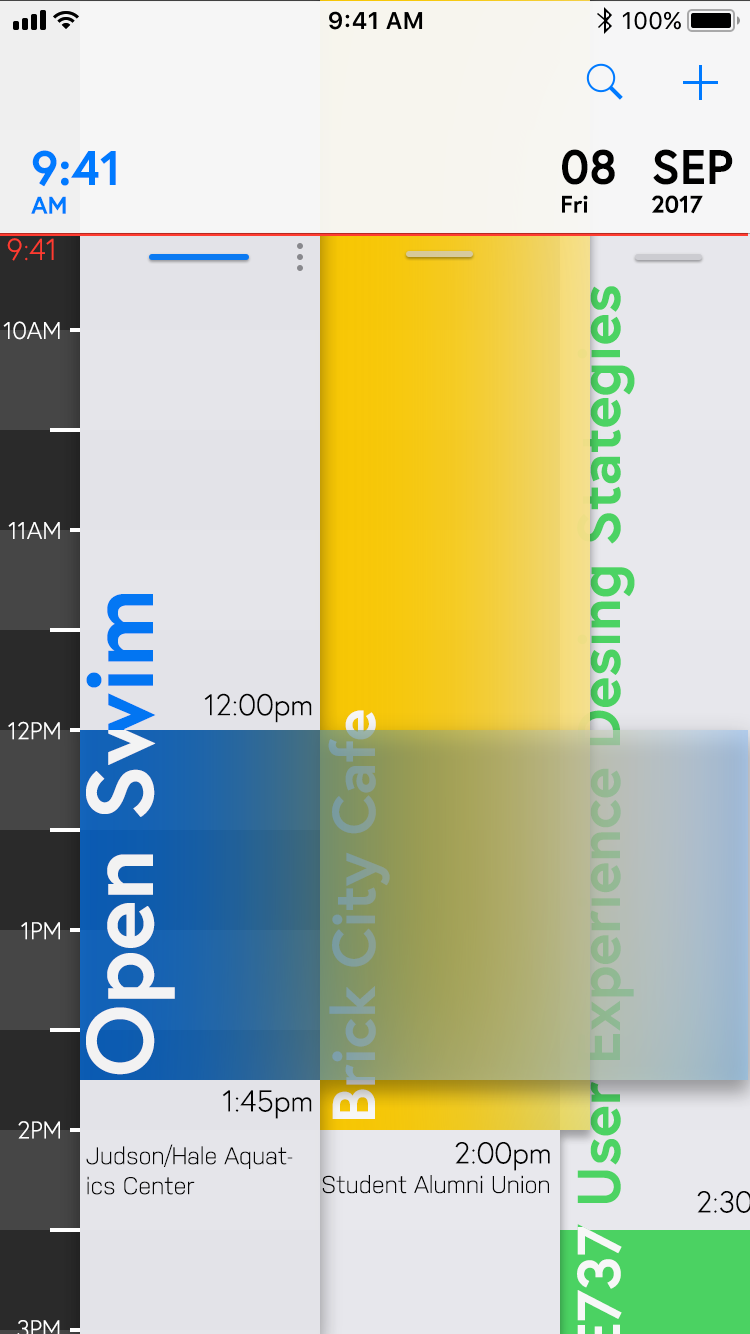 9:41 AM
100%
9:41
AM
08
Fri
SEP
2017
9:41
10AM
11AM
12PM
1PM
2PM
3PM
Open Swim
12:00pm
1:45pm
Judson/Hale Aquat-
ics Center
Brick City Cafe
2:00pm
Student Alumni Union
E737 User Experience Desing Stategies
2:30